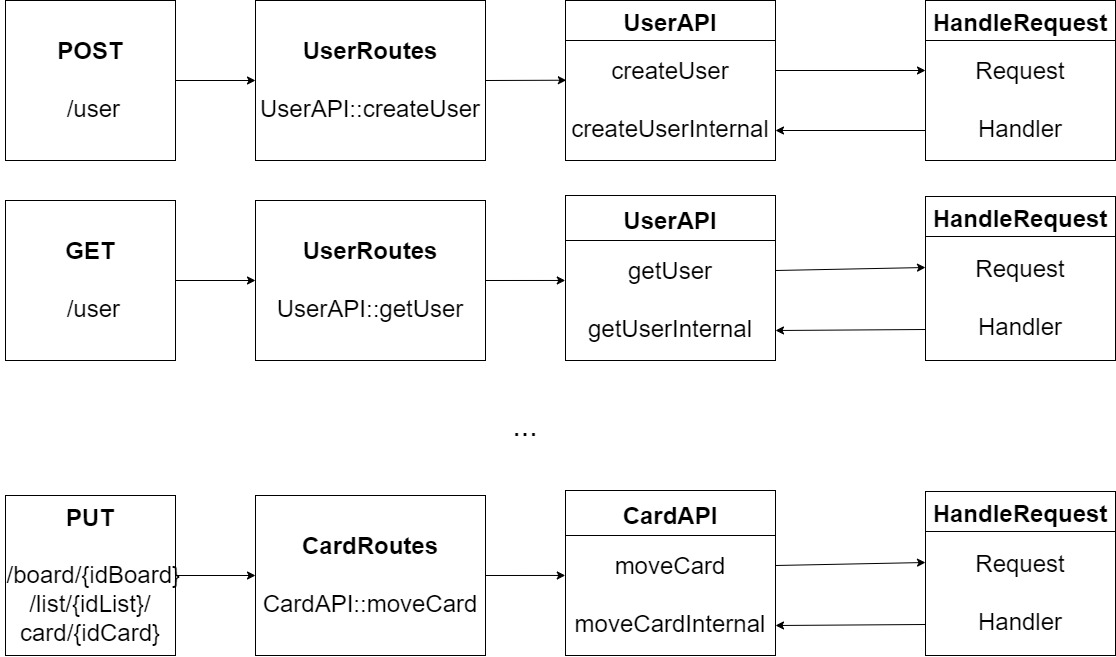 POST
/user
UserRoutes
UserAPI::createUser
UserAPI
createUser
createUserInternal
HandleRequest
Request
Handler
GET
/user
UserRoutes
UserAPI::getUser
UserAPI
getUser
getUserInternal
HandleRequest
Request
Handler
...
PUT
/board/{idBoard}
/list/{idList}/
card/{idCard}
CardRoutes
CardAPI::moveCard
CardAPI
moveCard
moveCardInternal
HandleRequest
Request
Handler